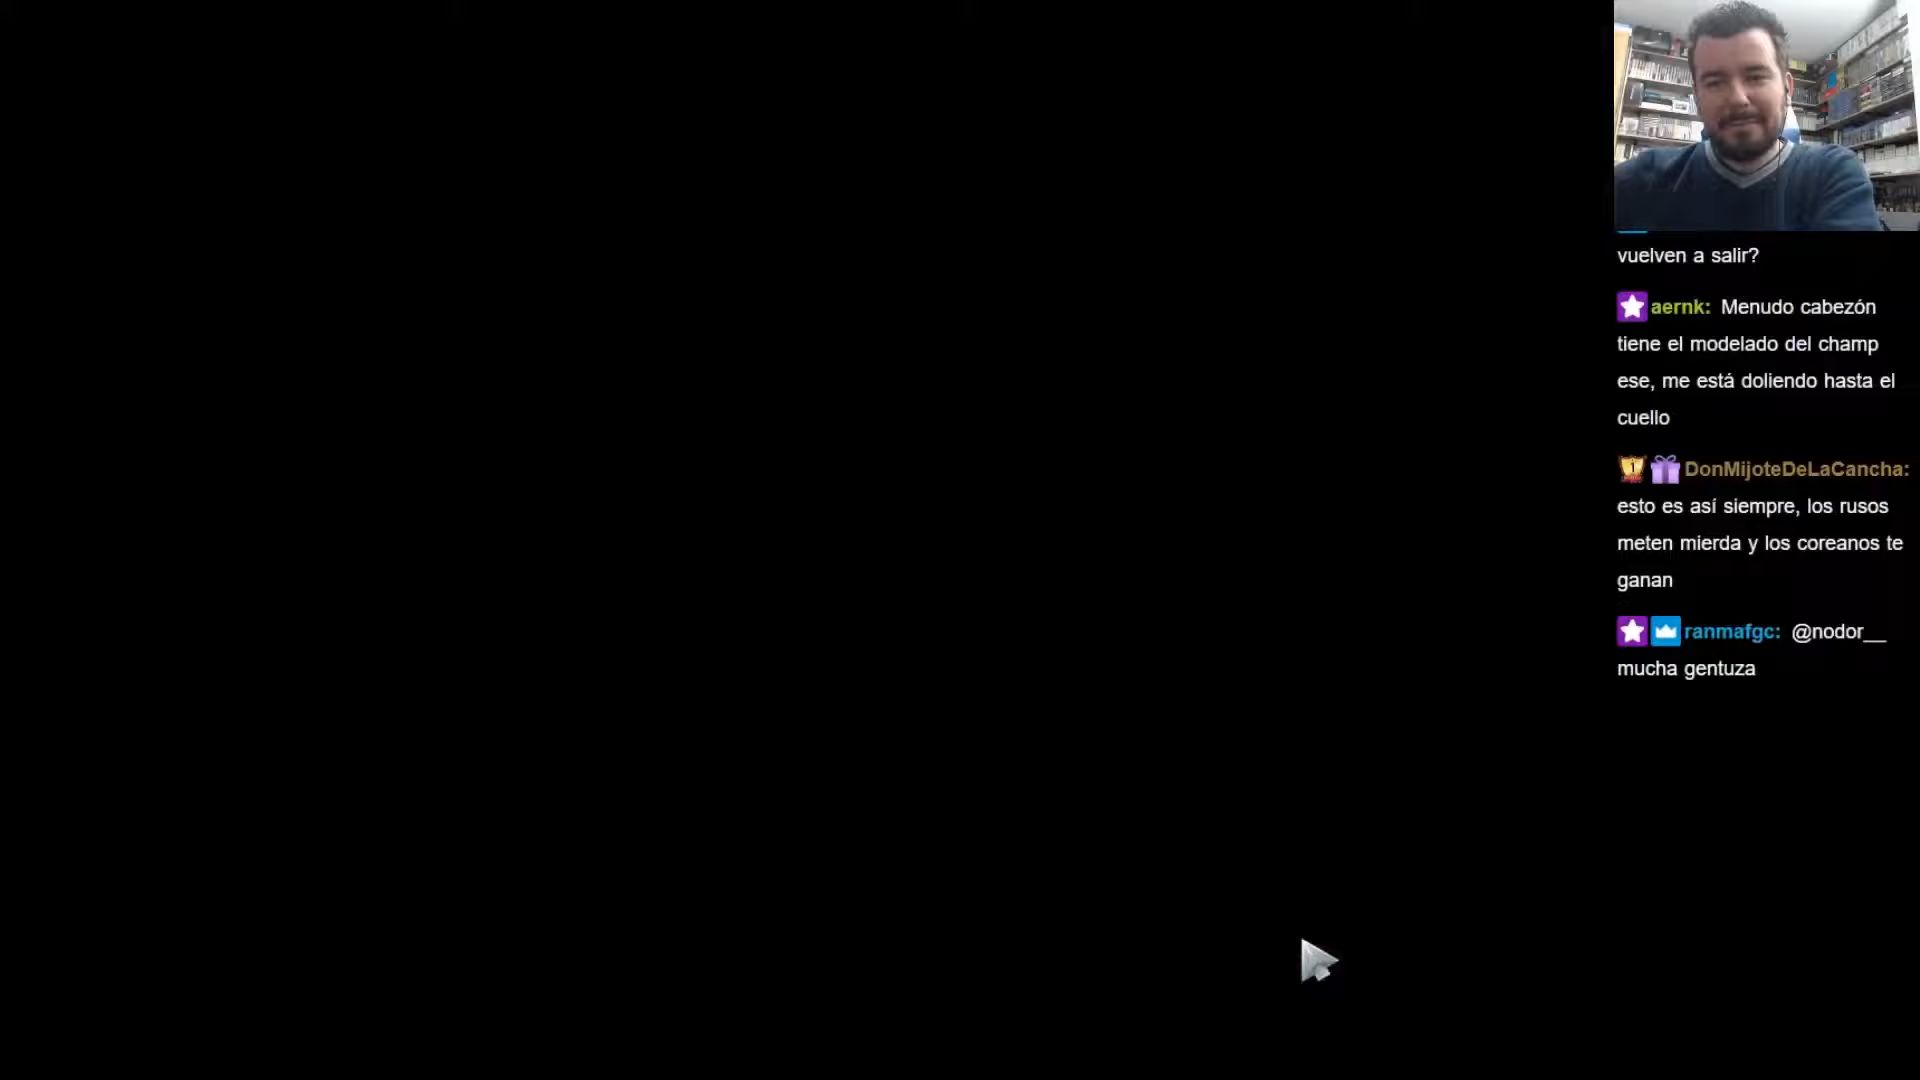 vuelven a salir?
aernk: Menudo cabezón
tiene el modelado del champ
ese, me está doliendo hasta el
cuello
DonMijoteDeLaCancha:
esto es así siempre, los rusos
meten mierda y los coreanos te
ganan
ranmafgc: @nodor__
mucha gentuza